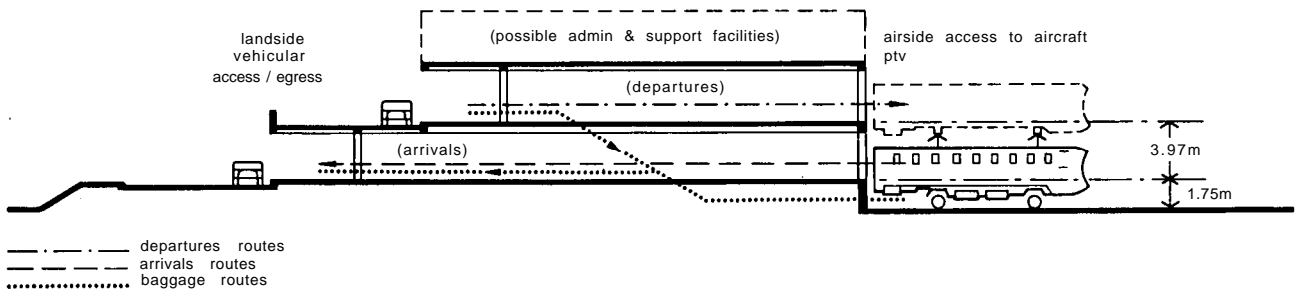 landside
vehicular
access / egress
(possible admin & support facilities)
airside access to aircraft
ptv
(departures)
(arrivals)
3.97m
1.75m
departures routes
arrivals routes
baggage routes